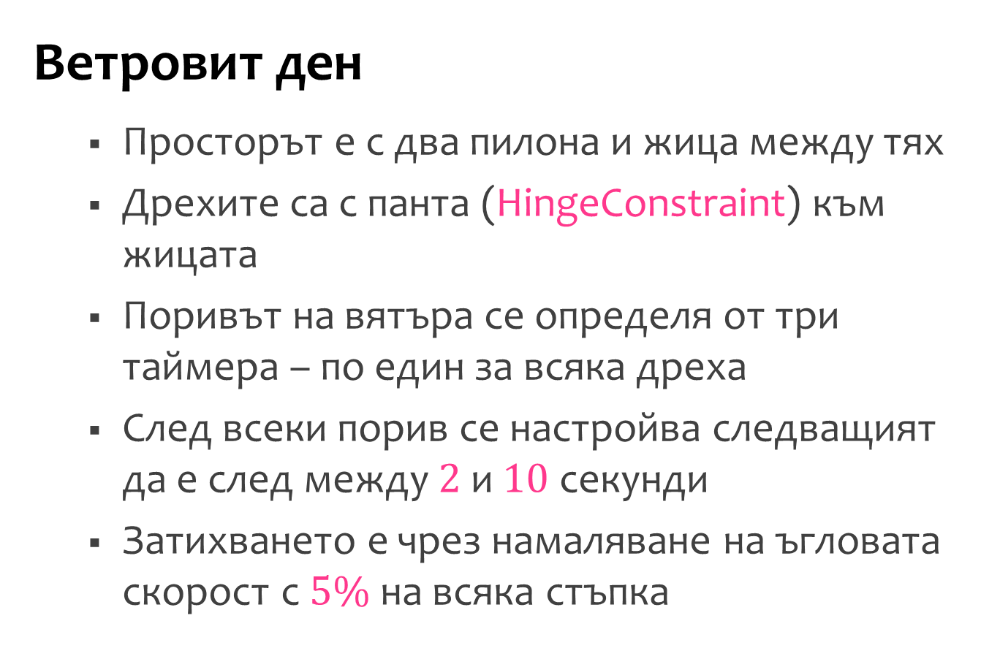 Ветровит ден
▪ Просторът е с два пилона и жица между тях
▪ Дрехите са с панта (HingeConstraint) към
жицата
▪ Поривът на вятъра се определя от три
таймера – по един за всяка дреха
▪ След всеки порив се настройва следващият
да е след между 2 и 10 секунди
▪ Затихването е чрез намаляване на ъгловата
скорост с 5% на всяка стъпка